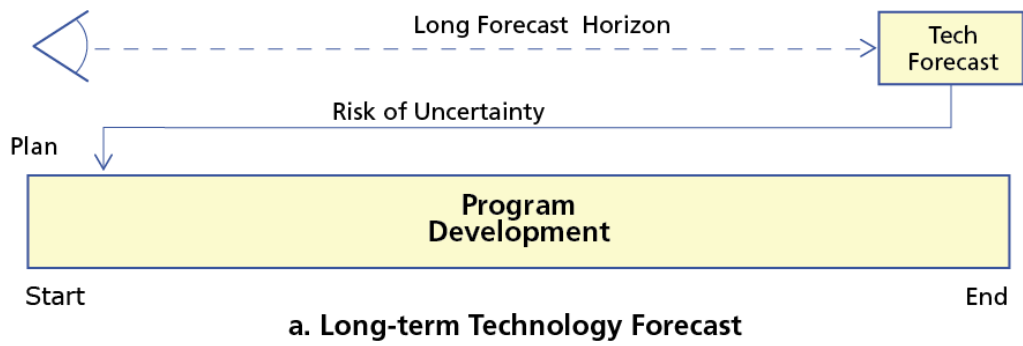 Long Forecast Horizon
Tech
Forecast
Risk of Uncertainty
Plan
Program
Development
Start
End
a. Long-term Technology Forecast